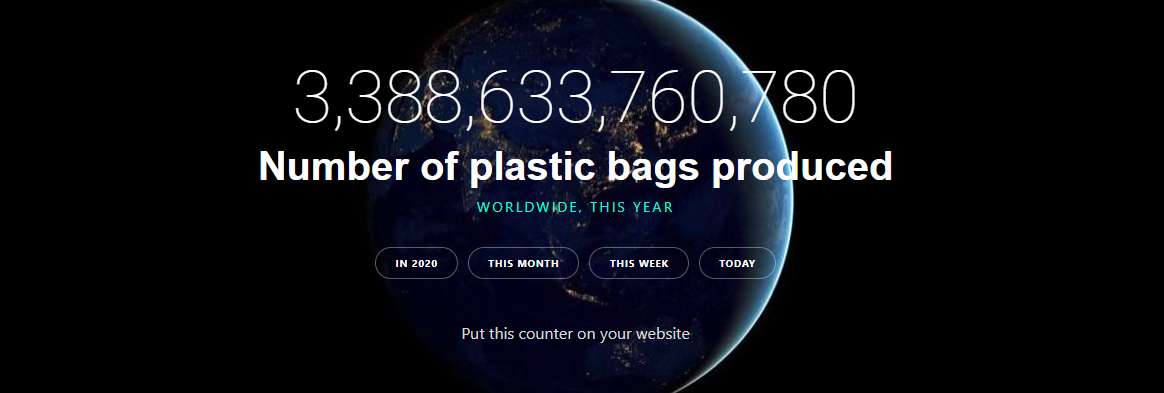 3,388,633,760,780
Number of plastic bags produced
WORLDWIDE, THIS YEAR
IN 2020 THIS MONTH THIS WEEK TODAY
Put this counter on your website